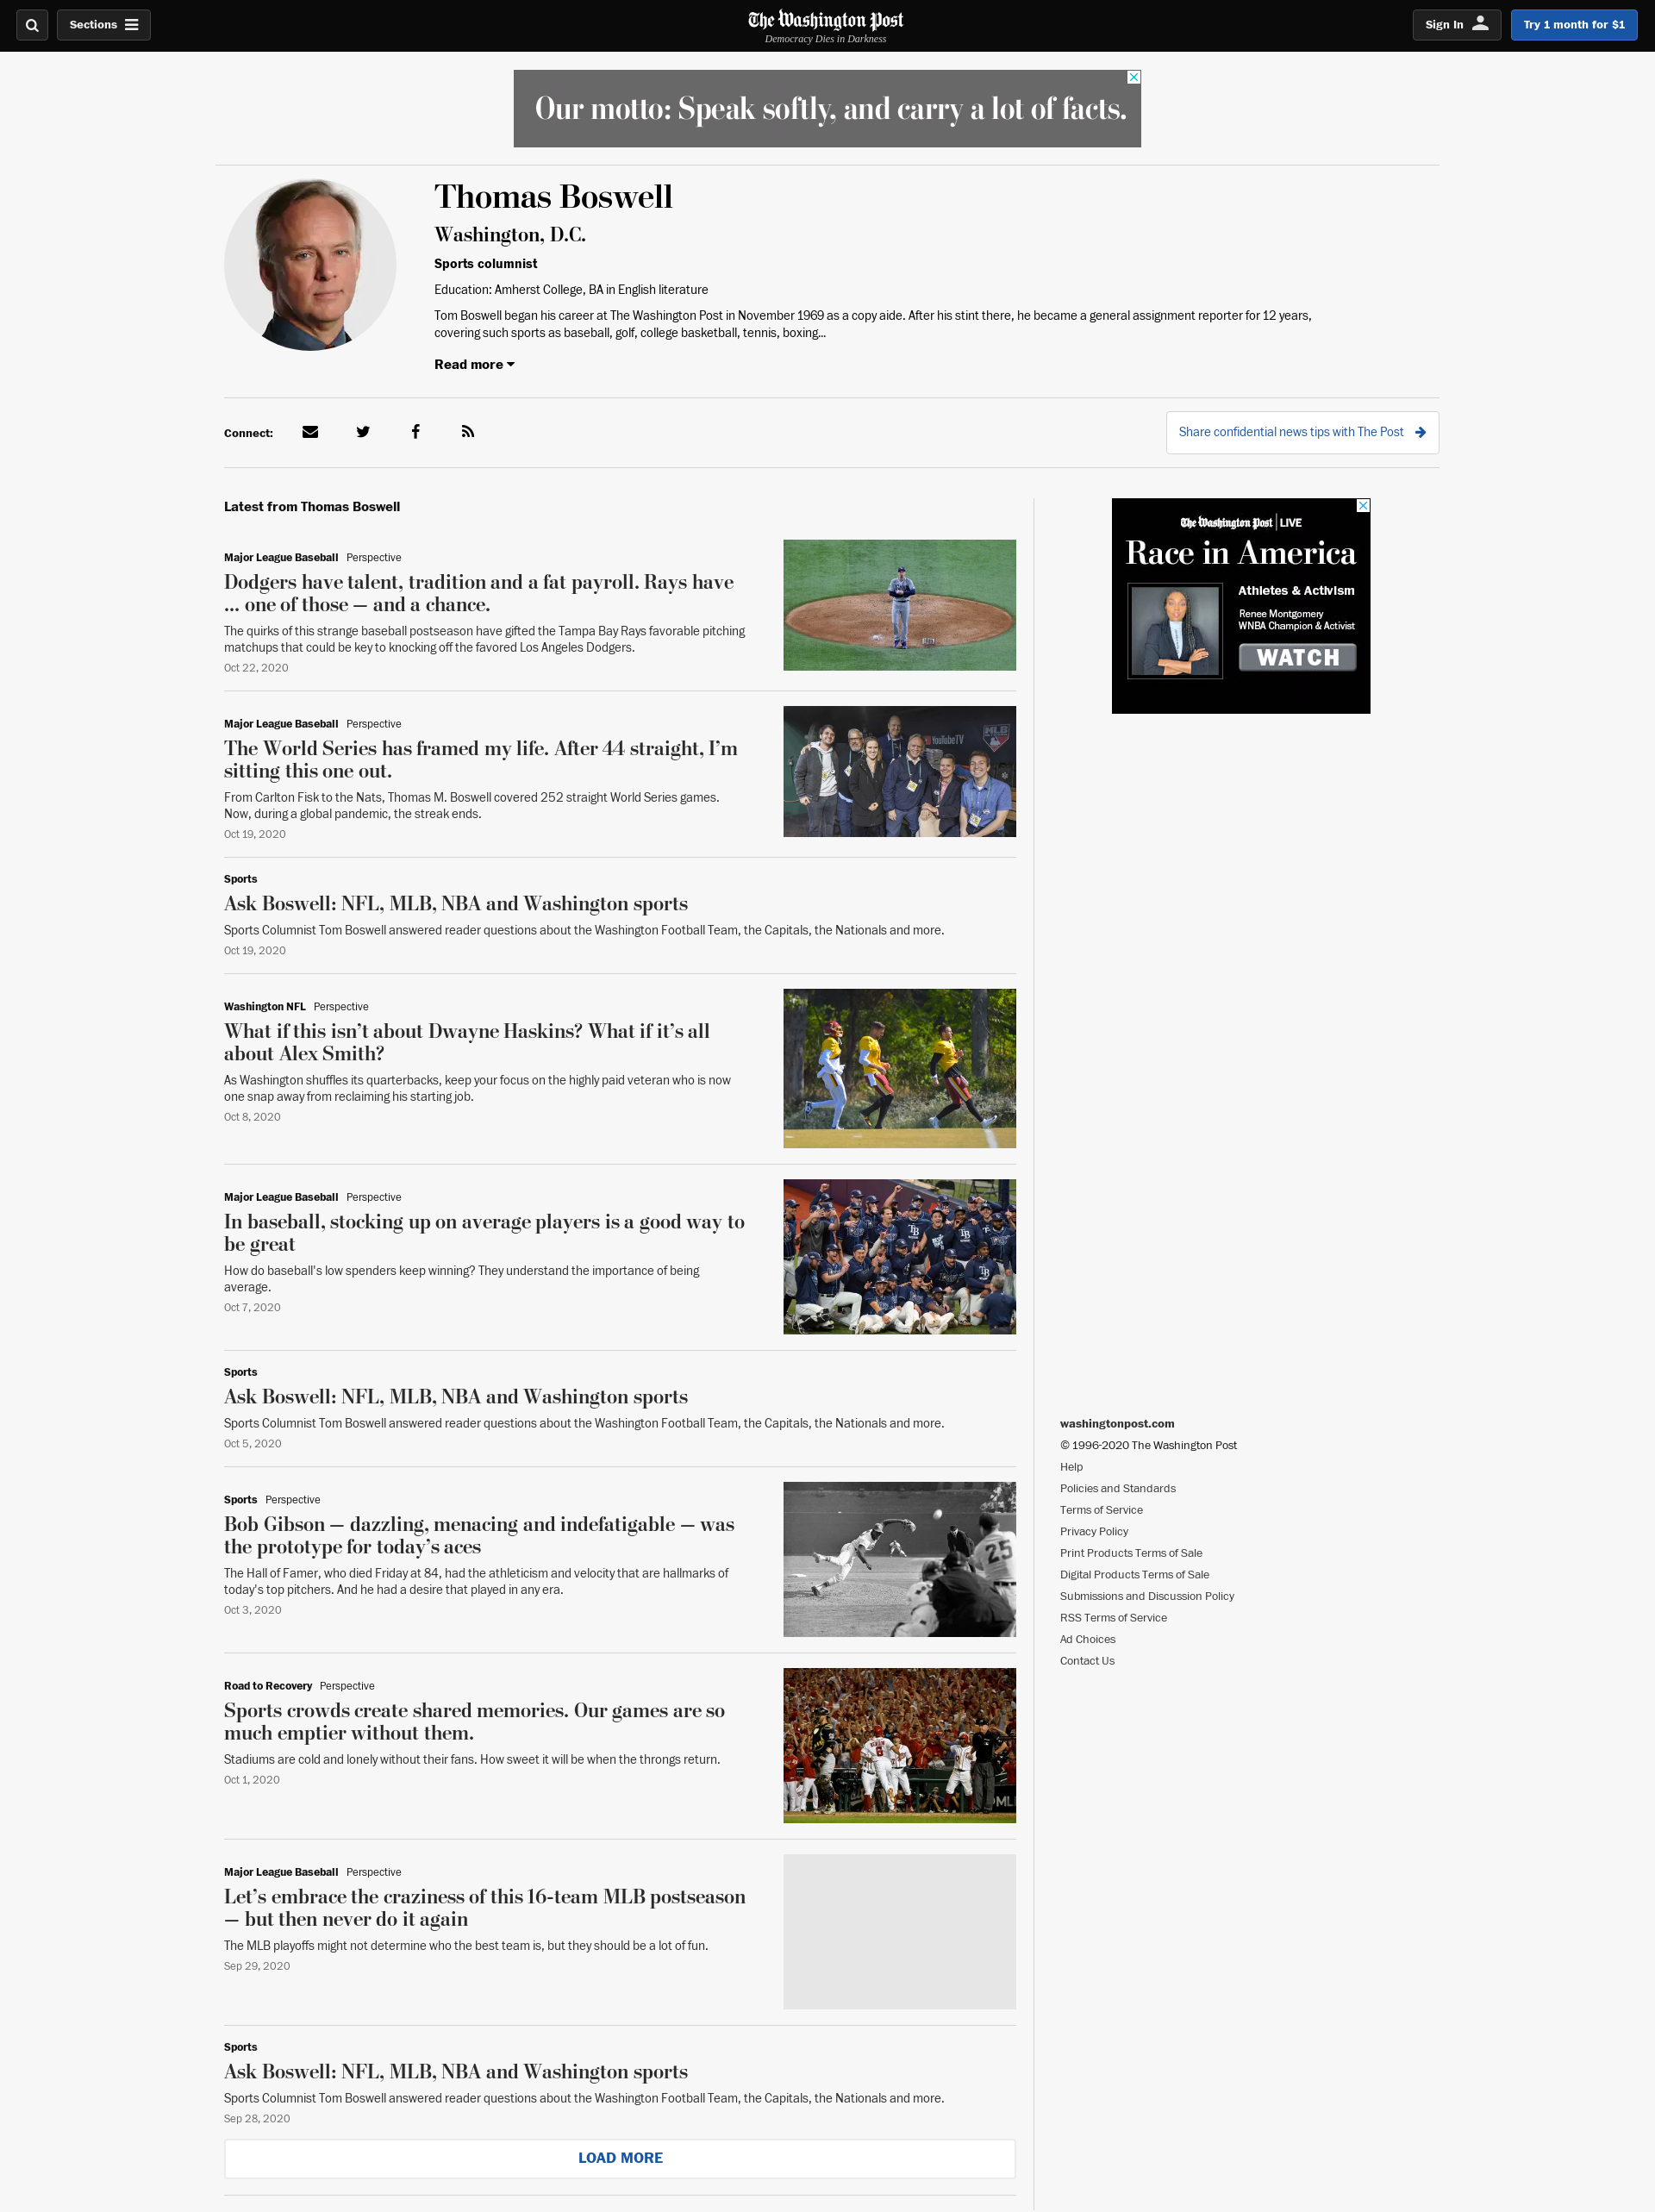 Sections
The Washington Post
Democracy Dies in Darkness
Sign In
Try 1 month for $1
Our motto: Speak softly, and carry a lot of facts.
Thomas Boswell
Washington, D.C.
Sports columnist
Education: Amherst College, BA in English literature
Tom Boswell began his career at The Washington Post in November 1969 as a copy aide. After his stint there, he became a general assignment reporter for 12 years,
covering such sports as baseball, golf, college basketball, tennis, boxing...
Read more
Connect:
Share confidential news tips with The Post
Latest from Thomas Boswell
Major League Baseball Perspective
Dodgers have talent, tradition and a fat payroll. Rays have
... one of those — and a chance.
The quirks of this strange baseball postseason have gifted the Tampa Bay Rays favorable pitching
matchups that could be key to knocking off the favored Los Angeles Dodgers.
Oct 22, 2020
Major League Baseball Perspective
The World Series has framed my life. After 44 straight, I’m
sitting this one out.
From Carlton Fisk to the Nats, Thomas M. Boswell covered 252 straight World Series games.
Now, during a global pandemic, the streak ends.
Oct 19, 2020
YouTubeTV
MLB
Sports
Ask Boswell: NFL, MLB, NBA and Washington sports
Sports Columnist Tom Boswell answered reader questions about the Washington Football Team, the Capitals, the Nationals and more.
Oct 19, 2020
Washington NFL Perspective
What if this isn’t about Dwayne Haskins? What if it’s all
about Alex Smith?
As Washington shuffles its quarterbacks, keep your focus on the highly paid veteran who is now
one snap away from reclaiming his starting job.
Oct 8, 2020
Major League Baseball Perspective
In baseball, stocking up on average players is a good way to
be great
How do baseball's low spenders keep winning? They understand the importance of being
average.
Oct 7, 2020
TB
TB
TB
Sports
Ask Boswell: NFL, MLB, NBA and Washington sports
Sports Columnist Tom Boswell answered reader questions about the Washington Football Team, the Capitals, the Nationals and more.
Oct 5, 2020
Sports Perspective
Bob Gibson — dazzling, menacing and indefatigable — was
the prototype for today’s aces
The Hall of Famer, who died Friday at 84, had the athleticism and velocity that are hallmarks of
today's top pitchers. And he had a desire that played in any era.
Oct 3, 2020
25
Road to Recovery Perspective
Sports crowds create shared memories. Our games are so
much emptier without them.
Stadiums are cold and lonely without their fans. How sweet it will be when the throngs return.
Oct 1, 2020
6
Major League Baseball Perspective
Let’s embrace the craziness of this 16-team MLB postseason
— but then never do it again
The MLB playoffs might not determine who the best team is, but they should be a lot of fun.
Sep 29, 2020
Sports
Ask Boswell: NFL, MLB, NBA and Washington sports
Sports Columnist Tom Boswell answered reader questions about the Washington Football Team, the Capitals, the Nationals and more.
Sep 28, 2020
LOAD MORE
The Washington Post LIVE
Race in America
Athletes & Activism
Renee Montgomery
WNBA Champion & Activist
WATCH
washingtonpost.com
© 1996-2020 The Washington Post
Help
Policies and Standards
Terms of Service
Privacy Policy
Print Products Terms of Sale
Digital Products Terms of Sale
Submissions and Discussion Policy
RSS Terms of Service
Ad Choices
Contact Us